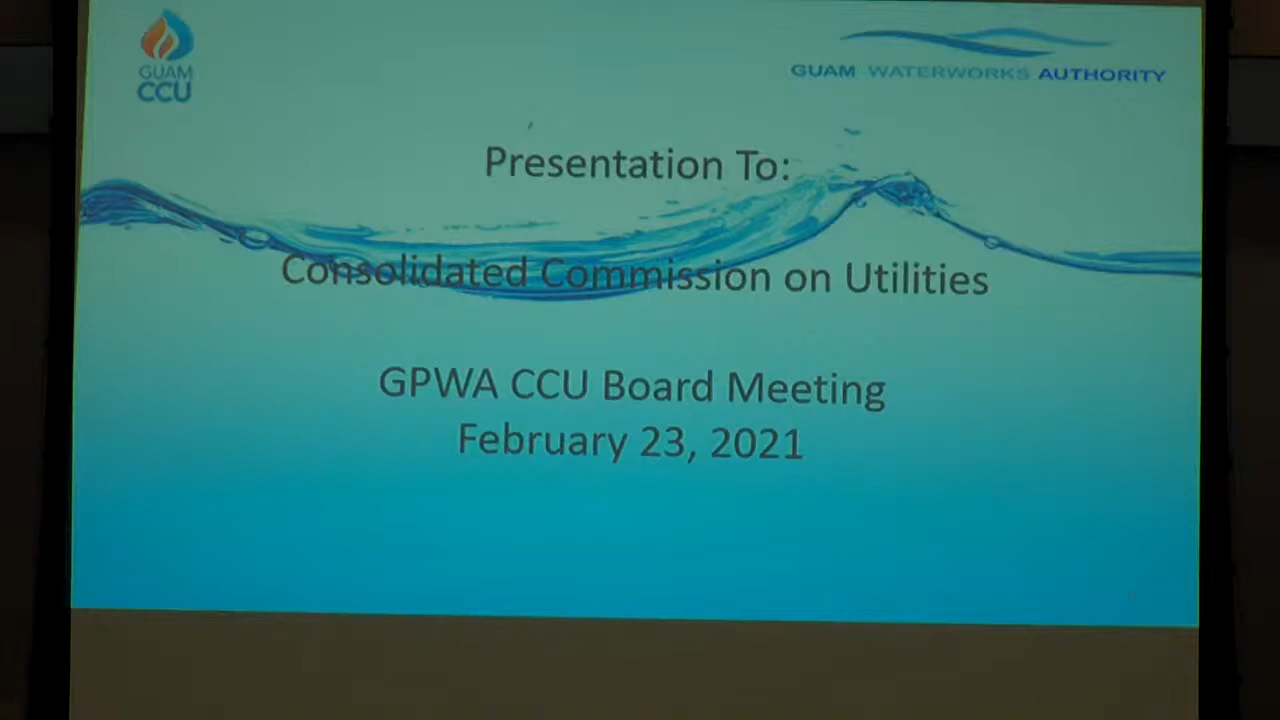 GUAM
CCU
GUAM WATERWORKS AUTHORITY
Presentation To:
Consolidated Commission on Utilities
GPWA CCU Board Meeting
February 23, 2021